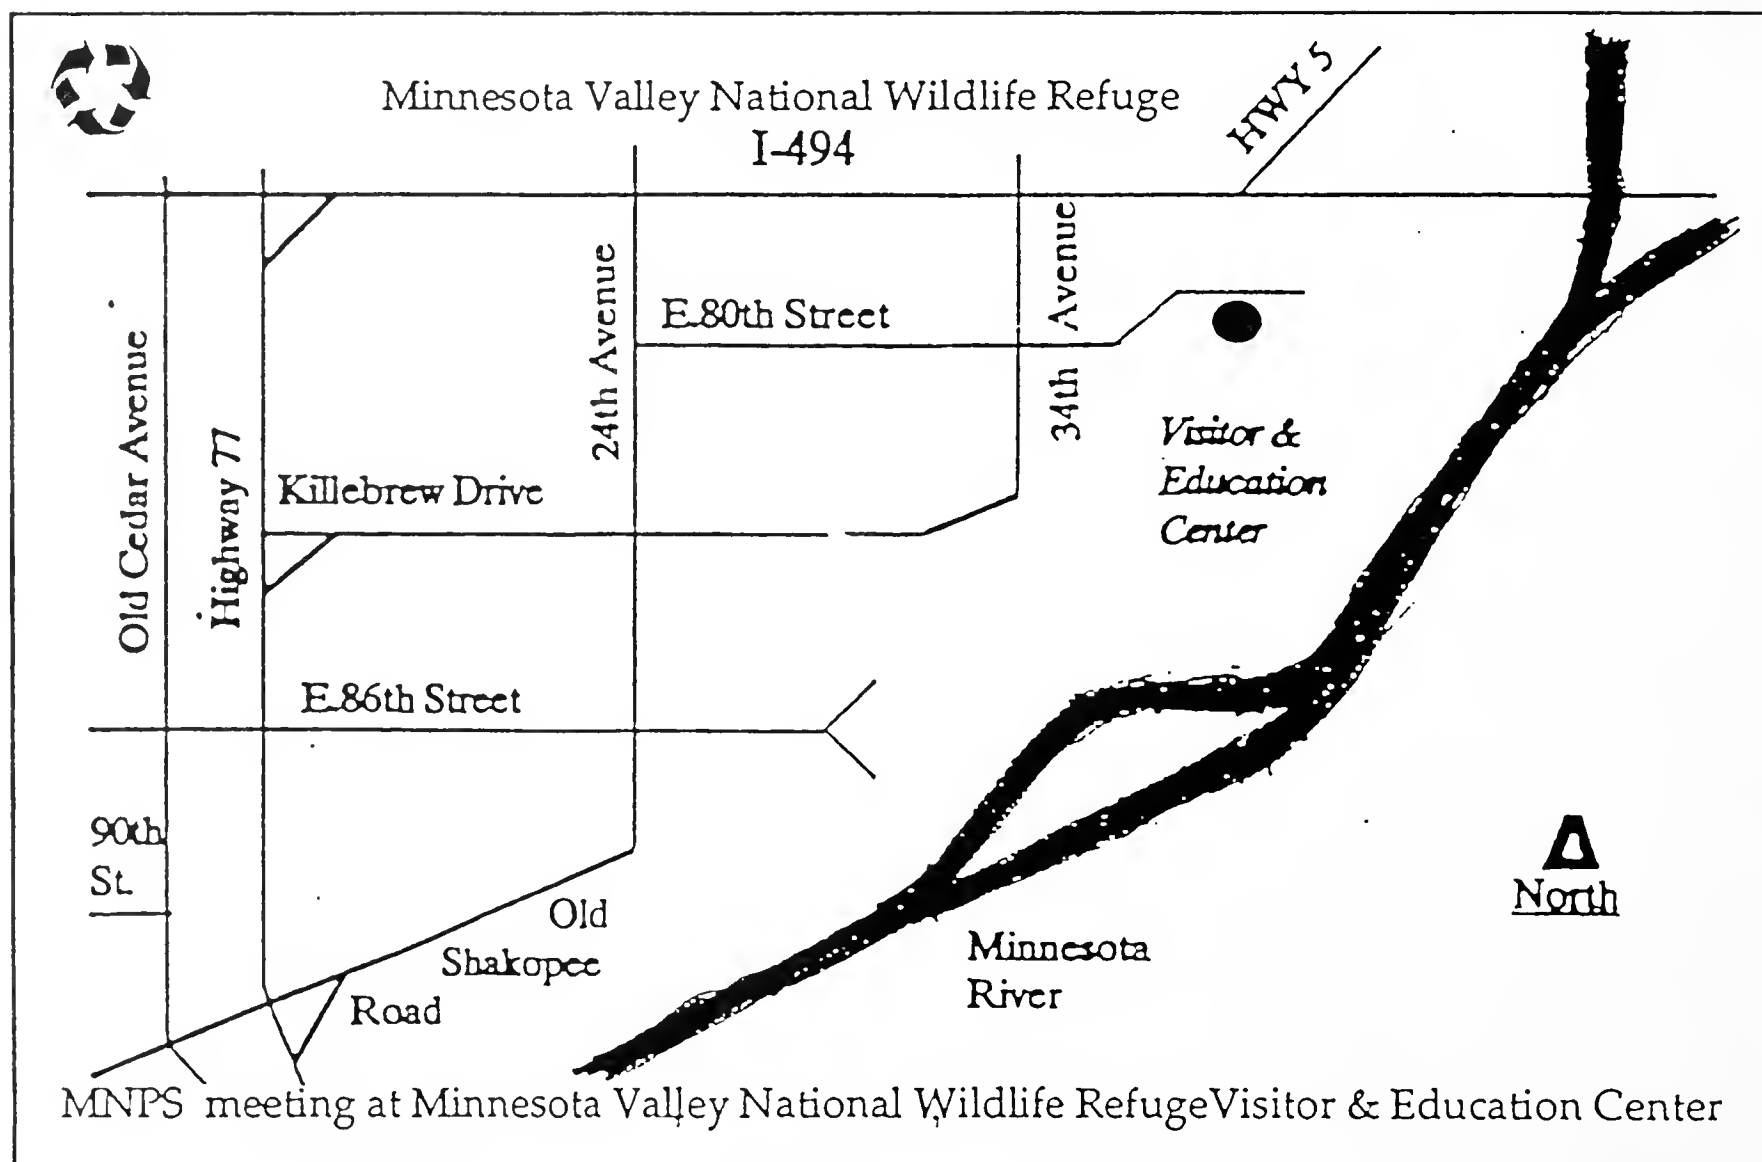 Minnesota Valley National Wildlife Refuge
I-494
HWY 5
Old Cedar Avenue
Highway 77
24th Avenue
34th Avenue
E.80th Street
Visitor &
Education
Center
Killebrew Drive
E.86th Street
90th
St.
Old
Shakopee
Road
Minnesota
River
North
MNPS meeting at Minnesota Valley National Wildlife RefugeVisitor & Education Center